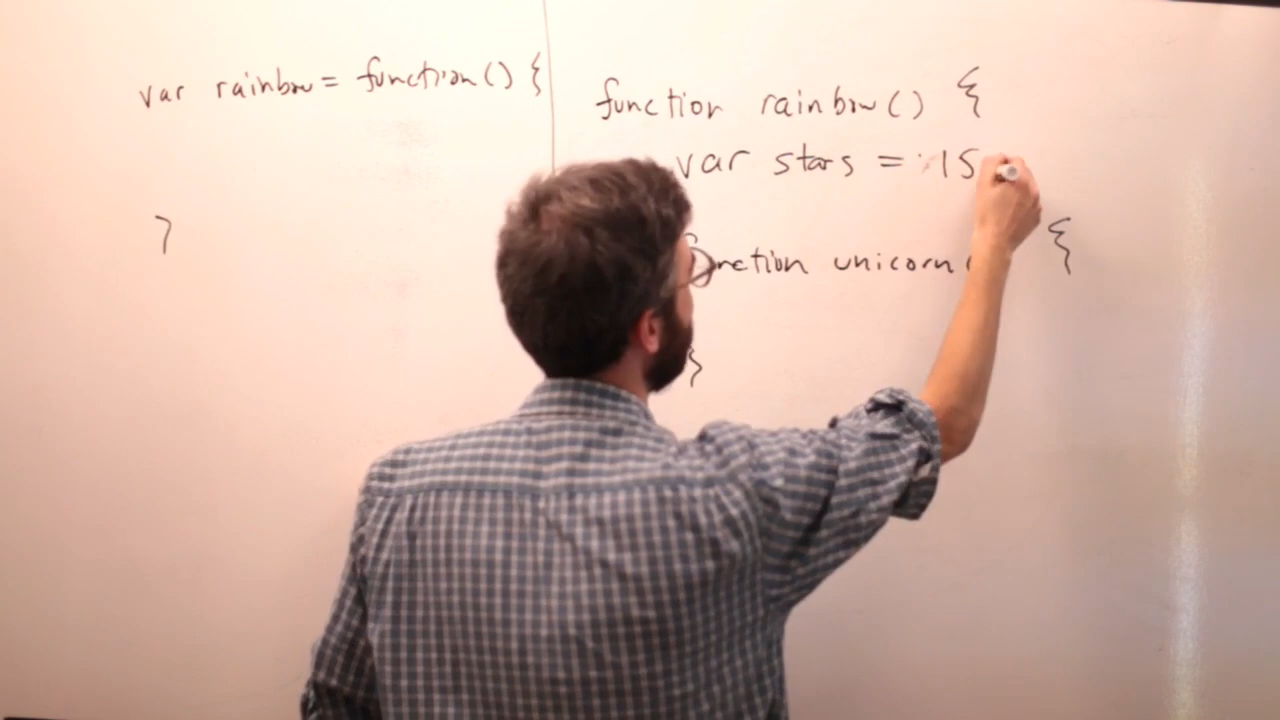 var rainbow = function() {
}
function rainbow() {
var stars = 15
function unicorn( {
}